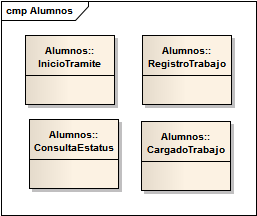 cmp Alumnos
Alumnos::
InicioTramite
Alumnos::
RegistroTrabajo
Alumnos::
ConsultaEstatus
Alumnos::
CargadoTrabajo